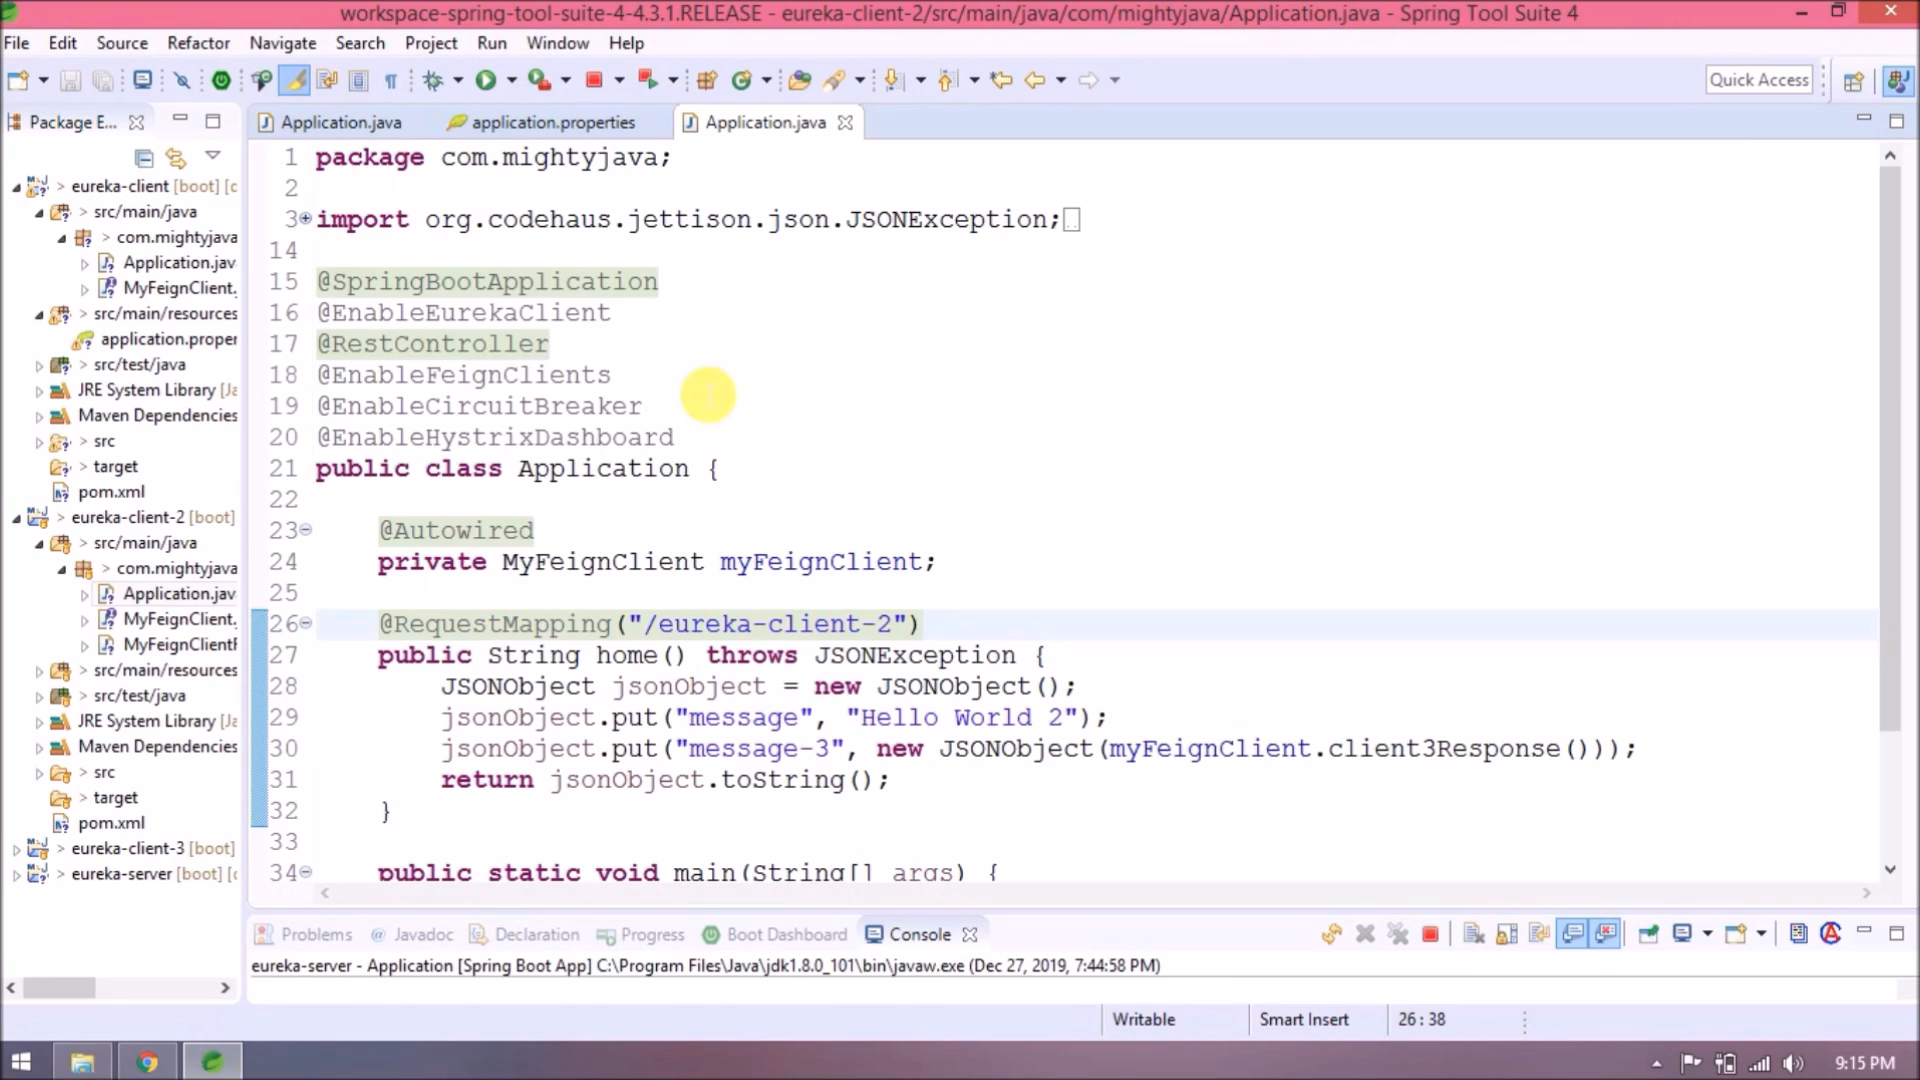 workspace-spring-tool-suite-4-4.3.1.RELEASE - eureka-client-2/src/main/java/com/mightyjava/Application.java - Spring Tool Suite 4
File Edit Source Refactor Navigate Search Project Run Window Help
Quick Access
Package E...
Application.java
application.properties
Application.java
> eureka-client [boot] [c
> src/main/java
> com.mightyjava
Application.jav
MyFeignClient.
> src/main/resources
application.proper
> src/test/java
JRE System Library [Ja
Maven Dependencies
> src
> target
pom.xml
> eureka-client-2 [boot]
> src/main/java
> com.mightyjava
Application.jav
MyFeignClient.
MyFeignClientF
> src/main/resources
> src/test/java
JRE System Library [Ja
Maven Dependencies
> src
> target
pom.xml
> eureka-client-3 [boot]
> eureka-server [boot] [c
1 package com.mightyjava;
2
3 import org.codehaus.jettison.json.JSONException;
14
15 @SpringBootApplication
16 @EnableEurekaClient
17 @RestController
18 @EnableFeignClients
19 @EnableCircuitBreaker
20 @EnableHystrixDashboard
21 public class Application {
22
23 @Autowired
24 private MyFeignClient myFeignClient;
25
26 @RequestMapping("/eureka-client-2")
27 public String home() throws JSONException {
28 JSONObject jsonObject = new JSONObject();
29 jsonObject.put("message", "Hello World 2");
30 jsonObject.put("message-3", new JSONObject(myFeignClient.client3Response()));
31 return jsonObject.toString();
32 }
33
34 public static void main(String[] args) {
Problems @ Javadoc Declaration Progress Boot Dashboard Console
eureka-server - Application [Spring Boot App] C:\Program Files\Java\jdk1.8.0_101\bin\javaw.exe (Dec 27, 2019, 7:44:58 PM)
Writable Smart Insert 26 : 38
9:15 PM